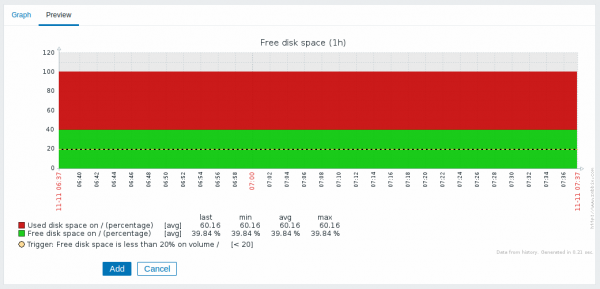 Graph Preview
Free disk space (1h)
120
100
80
60
40
20
0
11-11 06:37 06:40 06:42 06:44 06:46 06:48 06:50 06:52 06:54 06:56 06:58 07:00 07:02 07:04 07:06 07:08 07:10 07:12 07:14 07:16 07:18 07:20 07:22 07:24 07:26 07:28 07:30 07:32 07:34 07:36 11-11 07:37
last min avg max
Used disk space on / (percentage) [avg] 60.16 60.16 60.16 60.16
Free disk space on / (percentage) [avg] 39.84 % 39.84 % 39.84 % 39.84 %
Trigger: Free disk space is less than 20% on volume / [< 20]
Data from history. Generated in 0.21 sec.
Add Cancel